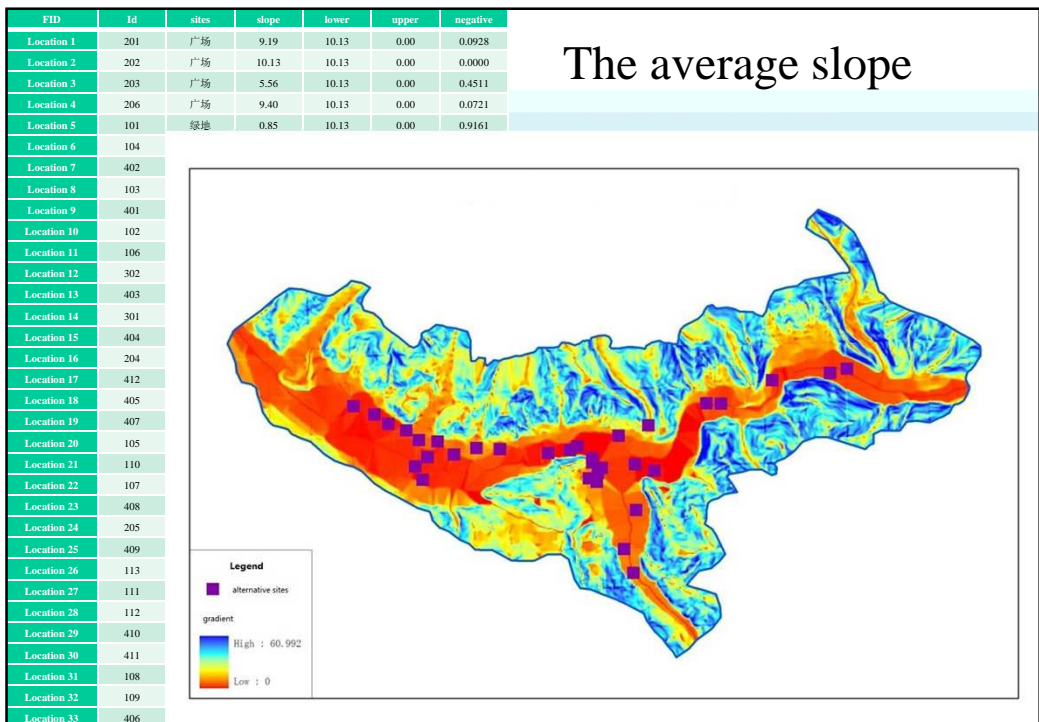 FID Id sites slope lower upper negative
Location 1 201 广场 9.19 10.13 0.00 0.0928
Location 2 202 广场 10.13 10.13 0.00 0.0000
Location 3 203 广场 5.56 10.13 0.00 0.4511
Location 4 206 广场 9.40 10.13 0.00 0.0721
Location 5 101 绿地 0.85 10.13 0.00 0.9161
Location 6 104
Location 7 402
Location 8 103
Location 9 401
Location 10 102
Location 11 106
Location 12 302
Location 13 403
Location 14 301
Location 15 404
Location 16 204
Location 17 412
Location 18 405
Location 19 407
Location 20 105
Location 21 110
Location 22 107
Location 23 408
Location 24 205
Location 25 409
Location 26 113
Location 27 111
Location 28 112
Location 29 410
Location 30 411
Location 31 108
Location 32 109
Location 33 406
The average slope
Legend
alternative sites
gradient
High : 60.992
Low : 0